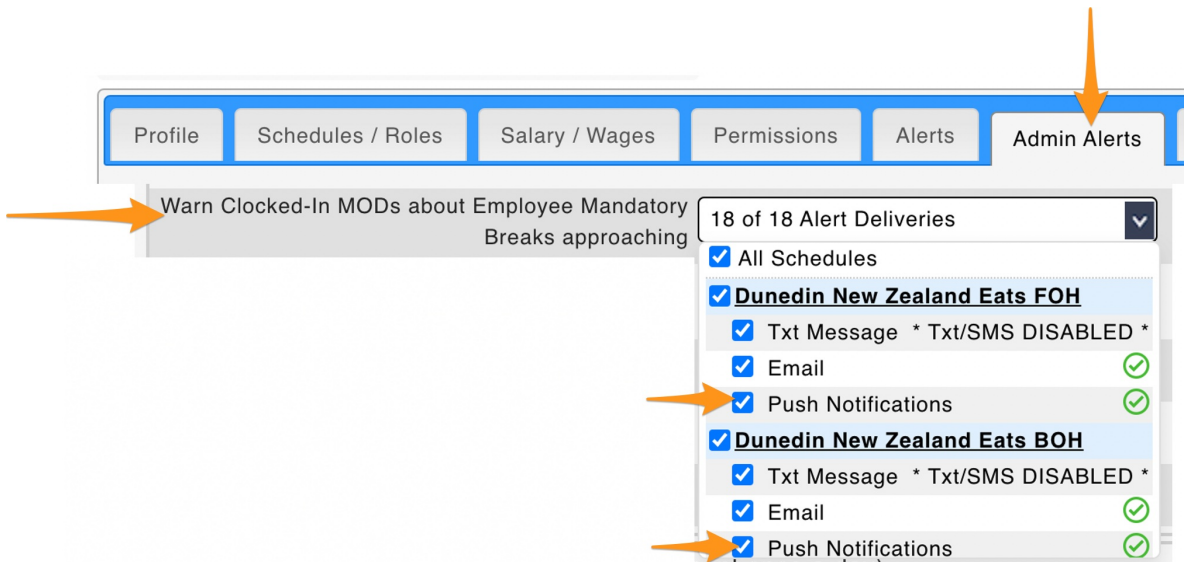 Profile
Schedules / Roles
Salary / Wages
Permissions
Alerts
Admin Alerts
Warn Clocked-In MODs about Employee Mandatory
Breaks approaching
18 of 18 Alert Deliveries
All Schedules
Dunedin New Zealand Eats FOH
Txt Message * Txt/SMS DISABLED *
Email
Push Notifications
Dunedin New Zealand Eats BOH
Txt Message * Txt/SMS DISABLED *
Email
Push Notifications